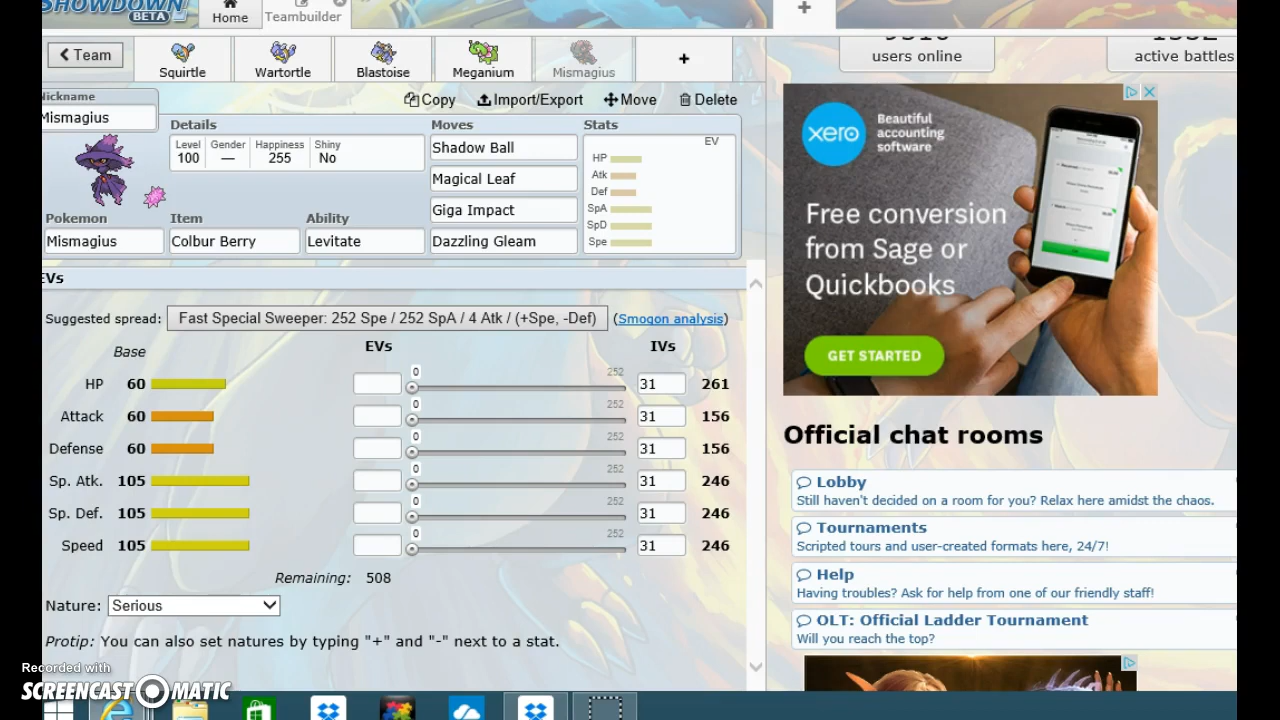 SHOWDOWN
BETA
Home
Teambuilder
+
Team
Squirtle
Wartortle
Blastoise
Meganium
Mismagius
+
users online
active battles
Nickname
Mismagius
Copy
Import/Export
Move
Delete
Details
Level
100
Gender
—
Happiness
255
Shiny
No
Moves
Shadow Ball
Magical Leaf
Giga Impact
Dazzling Gleam
Stats
EV
HP
Atk
Def
SpA
SpD
Spe
Pokemon
Mismagius
Item
Colbur Berry
Ability
Levitate
EVs
Suggested spread: Fast Special Sweeper: 252 Spe / 252 SpA / 4 Atk / (+Spe, -Def) (Smogon analysis)
Base EVs IVs
HP 60 0 252 31 261
Attack 60 0 252 31 156
Defense 60 0 252 31 156
Sp. Atk. 105 0 252 31 246
Sp. Def. 105 0 252 31 246
Speed 105 0 252 31 246
Remaining: 508
Nature: Serious
Protip: You can also set natures by typing "+" and "-" next to a stat.
xero
Beautiful
accounting
software
Free conversion
from Sage or
Quickbooks
GET STARTED
Official chat rooms
Lobby
Still haven't decided on a room for you? Relax here amidst the chaos.
Tournaments
Scripted tours and user-created formats here, 24/7!
Help
Having troubles? Ask for help from one of our friendly staff!
OLT: Official Ladder Tournament
Will you reach the top?
Recorded with
SCREENCAST MATIC